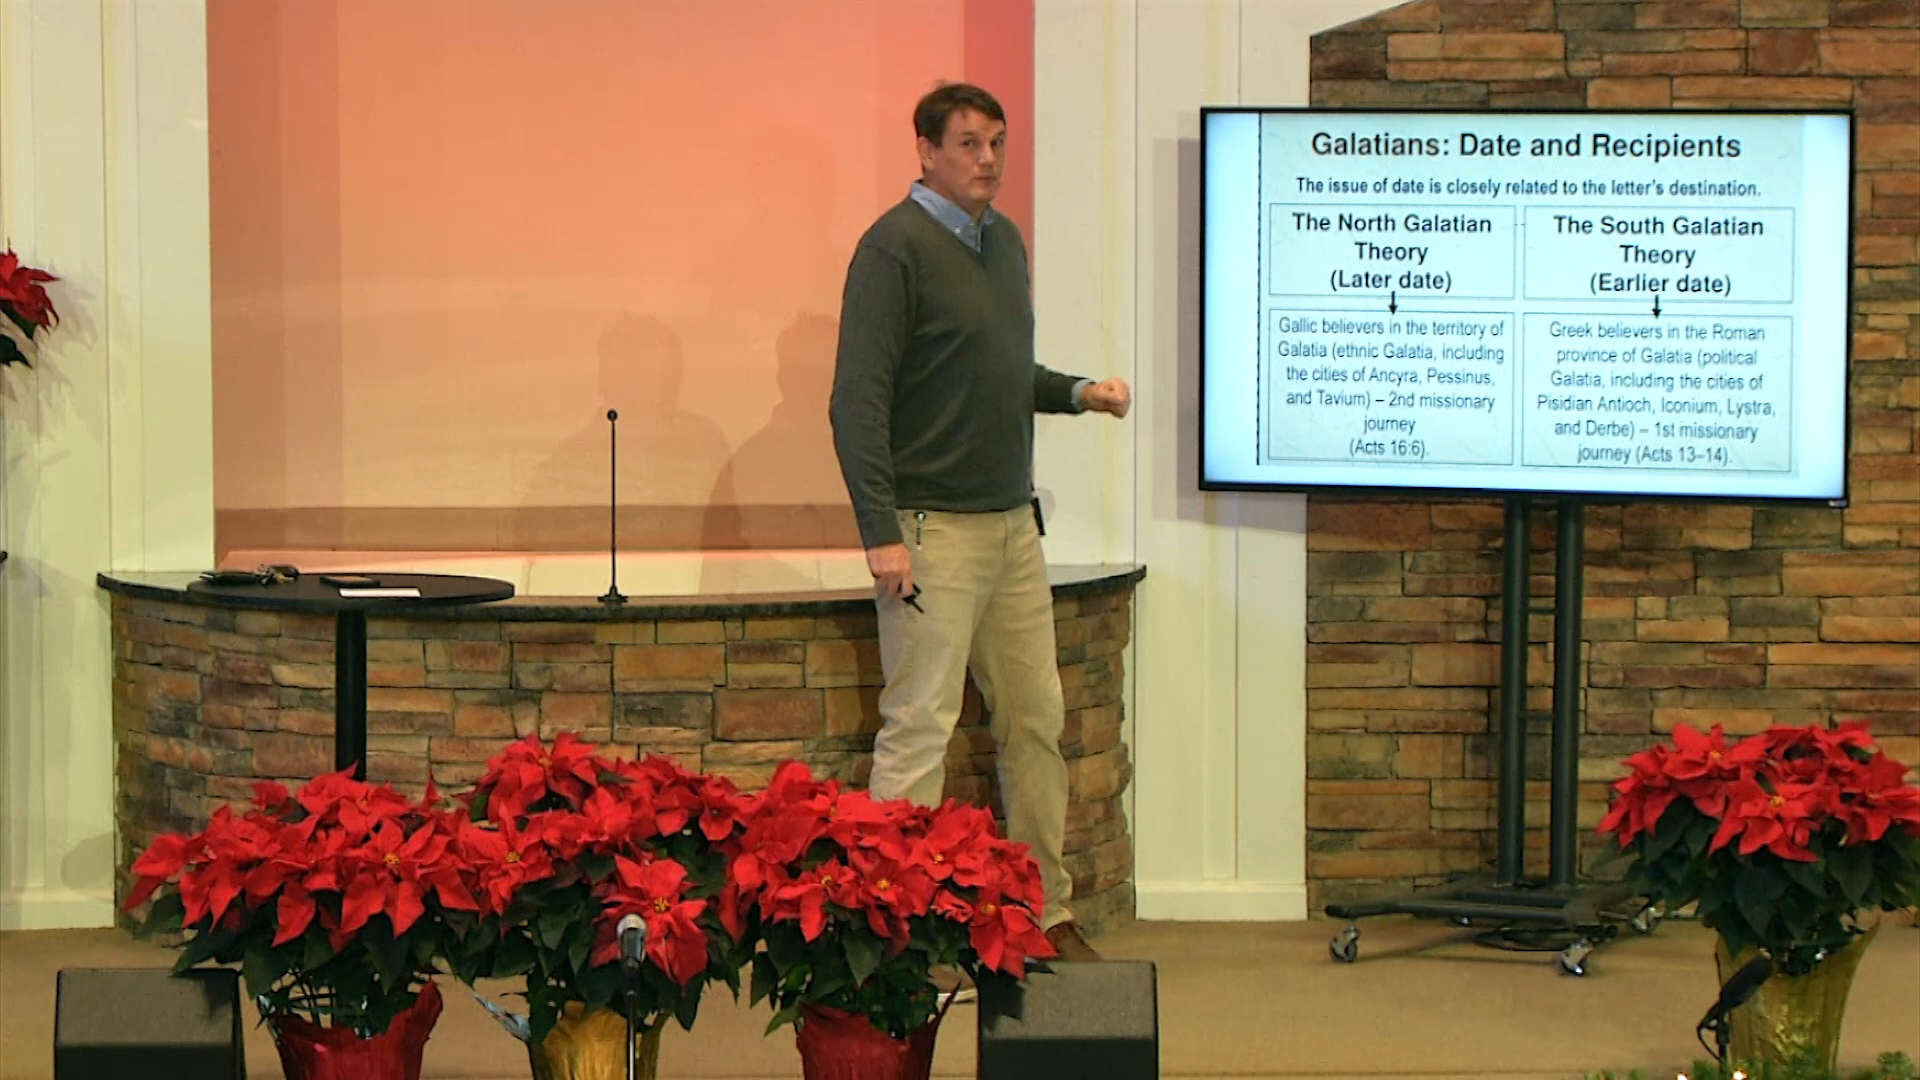 Galatians: Date and Recipients
The issue of date is closely related to the letter's destination.
The North Galatian
Theory
(Later date)
Gallic believers in the territory of
Galatia (ethnic Galatia, including
the cities of Ancyra, Pessinus,
and Tavium) – 2nd missionary
journey
(Acts 16:6).
The South Galatian
Theory
(Earlier date)
Greek believers in the Roman
province of Galatia (political
Galatia, including the cities of
Pisidian Antioch, Iconium, Lystra,
and Derbe) – 1st missionary
journey (Acts 13–14).